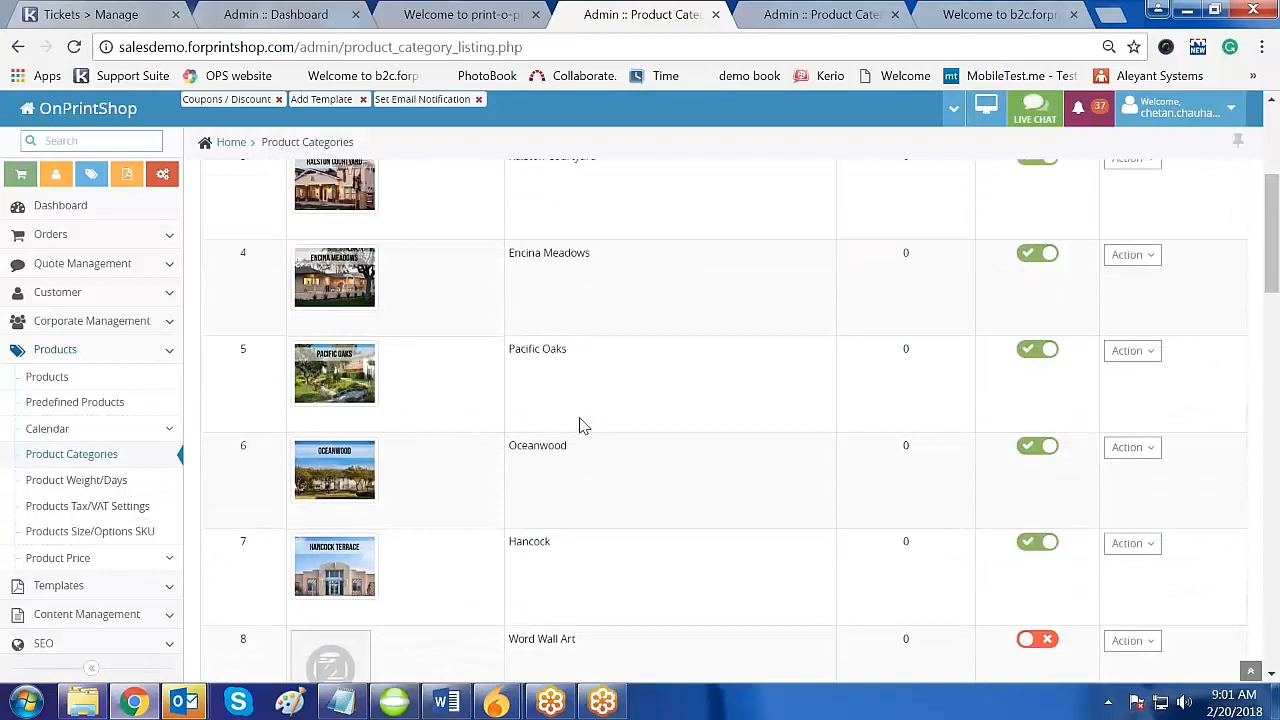 Tickets > Manage
Admin :: Dashboard
Admin :: Product Cate
Admin :: Product Cate
Welcome to b2c.forpr
salesdemo.forprintshop.com/admin/product_category_listing.php
Apps
Support Suite
OPS website
Welcome to b2c.forp
PhotoBook
Collaborate.
Time
demo book
Kerio
Welcome
MobileTest.me - Test
Aleyant Systems
»
OnPrintShop
Coupons / Discount
Add Template
LIVE CHAT
37
Welcome,
chetan.chauha...
Search
Home > Product Categories
Dashboard
Orders
Quote Management
Customer
Corporate Management
Products
Products
Predefined Products
Calendar
Product Categories
Product Weight/Days
Products Tax/VAT Settings
Products Size/Options SKU
Product Price
Templates
Content Management
SEO
RALSTON COURTYARD
Action
4
ENCINA MEADOWS
Encina Meadows
0
Action
5
PACIFIC OAKS
Pacific Oaks
0
Action
6
OCEANWOOD
Oceanwood
0
Action
7
HANCOCK TERRACE
Hancock
0
Action
8
Word Wall Art
0
Action
9:01 AM
2/20/2018